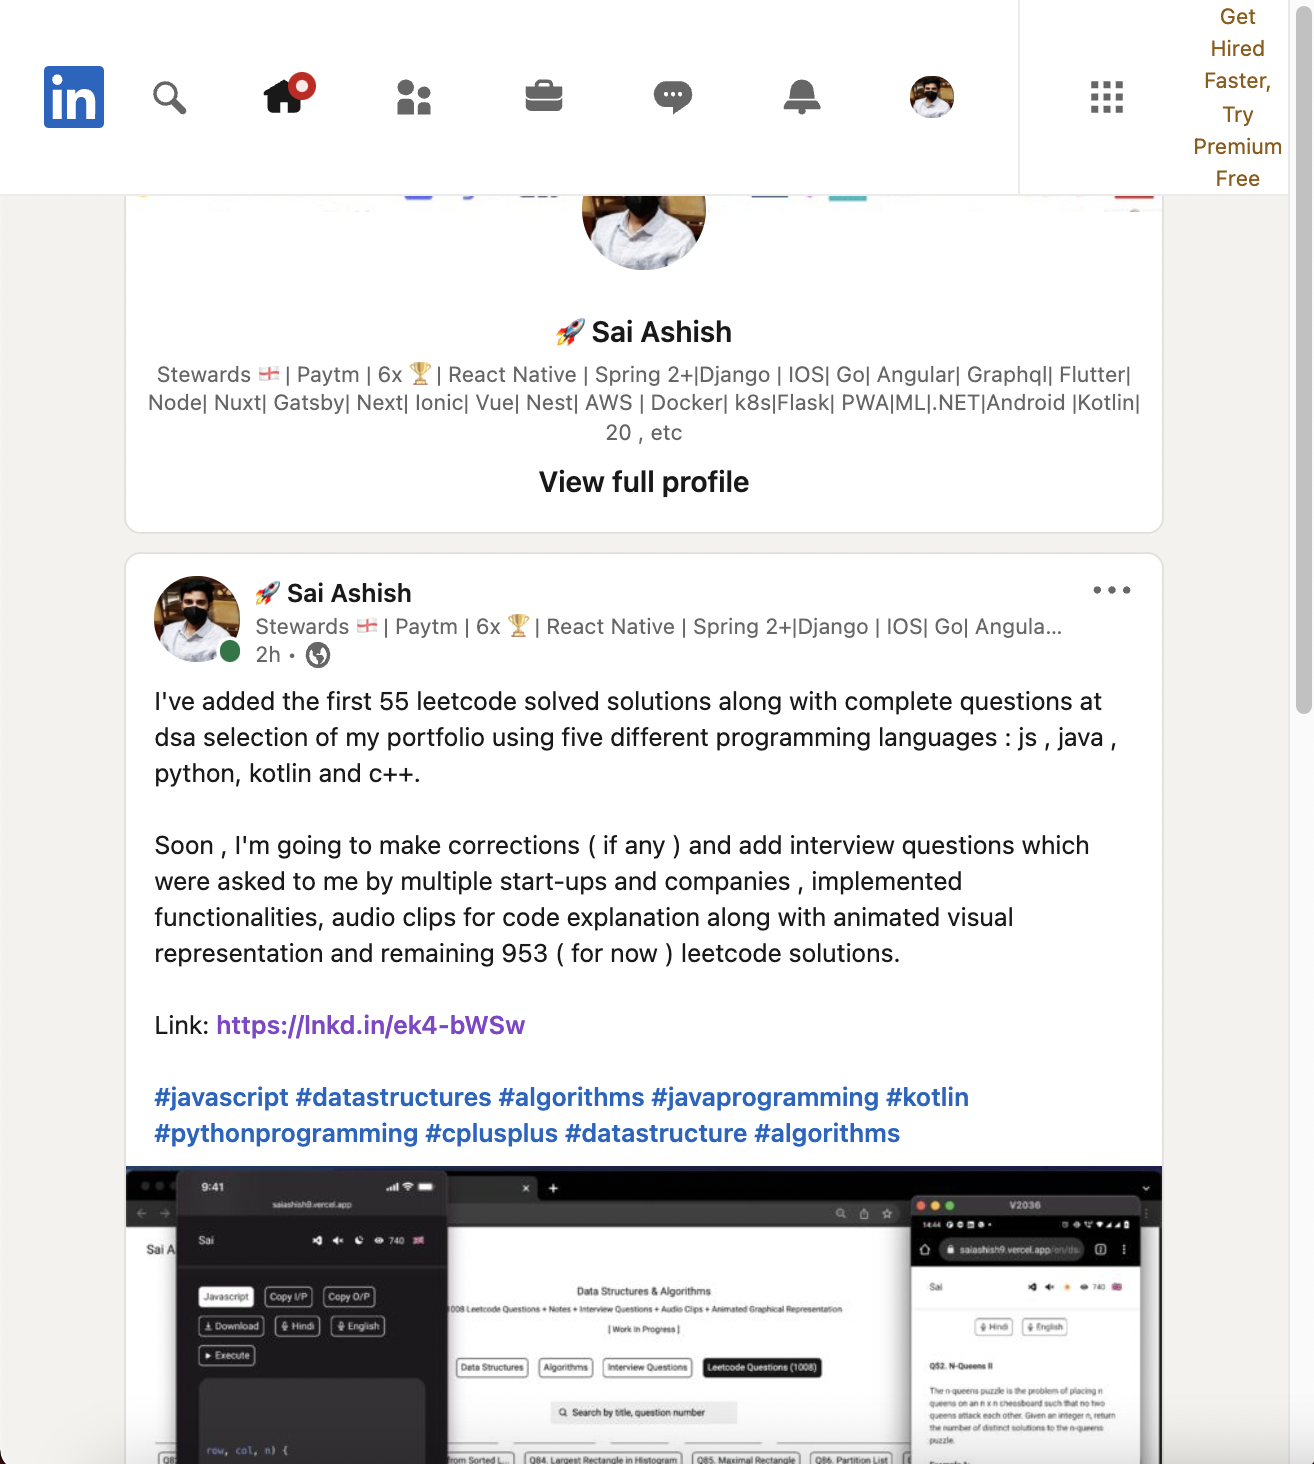 in
Get
Hired
Faster,
Try
Premium
Free
🚀 Sai Ashish
Stewards 🏴󠁧󠁢󠁥󠁮󠁧󠁿 | Paytm | 6x 🏆 | React Native | Spring 2+|Django | IOS| Go| Angular| Graphql| Flutter|
Node| Nuxt| Gatsby| Next| Ionic| Vue| Nest| AWS | Docker| k8s|Flask| PWA|ML|.NET|Android |Kotlin|
20 , etc
View full profile
🚀 Sai Ashish
Stewards 🏴󠁧󠁢󠁥󠁮󠁧󠁿 | Paytm | 6x 🏆 | React Native | Spring 2+|Django | IOS| Go| Angula...
2h •
I've added the first 55 leetcode solved solutions along with complete questions at
dsa selection of my portfolio using five different programming languages : js , java ,
python, kotlin and c++.
Soon , I'm going to make corrections ( if any ) and add interview questions which
were asked to me by multiple start-ups and companies , implemented
functionalities, audio clips for code explanation along with animated visual
representation and remaining 953 ( for now ) leetcode solutions.
Link: https://lnkd.in/ek4-bWSw
#javascript #datastructures #algorithms #javaprogramming #kotlin
#pythonprogramming #cplusplus #datastructure #algorithms
9:41
saiashish9.vercel.app
Sai
740
Javascript Copy I/P Copy O/P
Download Hindi English
Execute
row, col, n) {
Sai A
Data Structures & Algorithms
1008 Leetcode Questions + Notes + Interview Questions + Audio Clips + Animated Graphical Representation
[ Work In Progress ]
Data Structures Algorithms Interview Questions Leetcode Questions (1008)
Search by title, question number
from Sorted L... Q84. Largest Rectangle in Histogram Q85. Maximal Rectangle Q86. Partition List
V2036
14:44
saiashish9.vercel.app/en/ds
Sai
740
Hindi English
Q52. N-Queens II
The n-queens puzzle is the problem of placing n
queens on an n x n chessboard such that no two
queens attack each other. Given an integer n, return
the number of distinct solutions to the n-queens
puzzle.